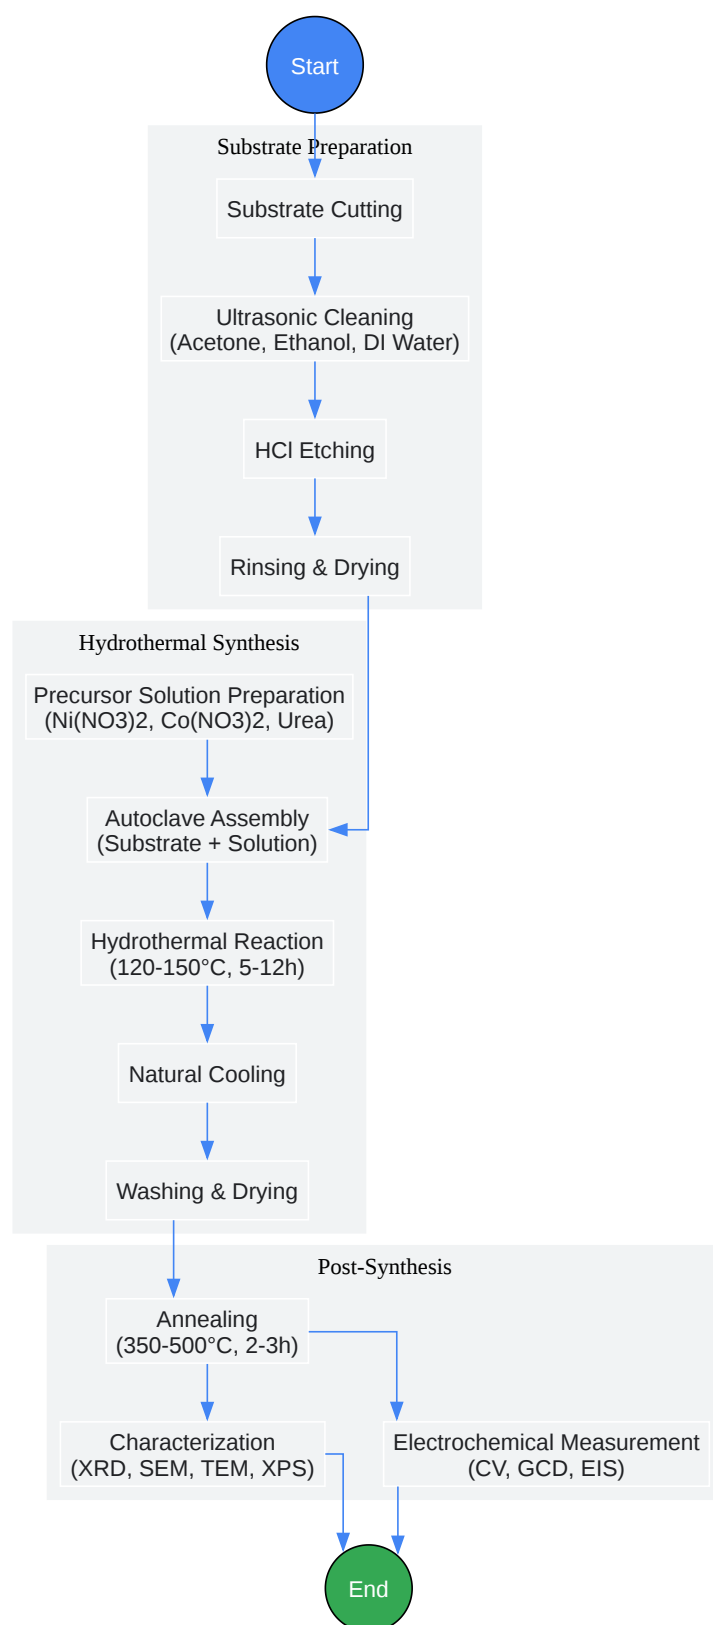 Start
Substrate Preparation
Substrate Cutting
Ultrasonic Cleaning
(Acetone, Ethanol, DI Water)
HCl Etching
Rinsing & Drying
Hydrothermal Synthesis
Precursor Solution Preparation
(Ni(NO3)2, Co(NO3)2, Urea)
Autoclave Assembly
(Substrate + Solution)
Hydrothermal Reaction
(120-150°C, 5-12h)
Natural Cooling
Washing & Drying
Post-Synthesis
Annealing
(350-500°C, 2-3h)
Characterization
(XRD, SEM, TEM, XPS)
Electrochemical Measurement
(CV, GCD, EIS)
End